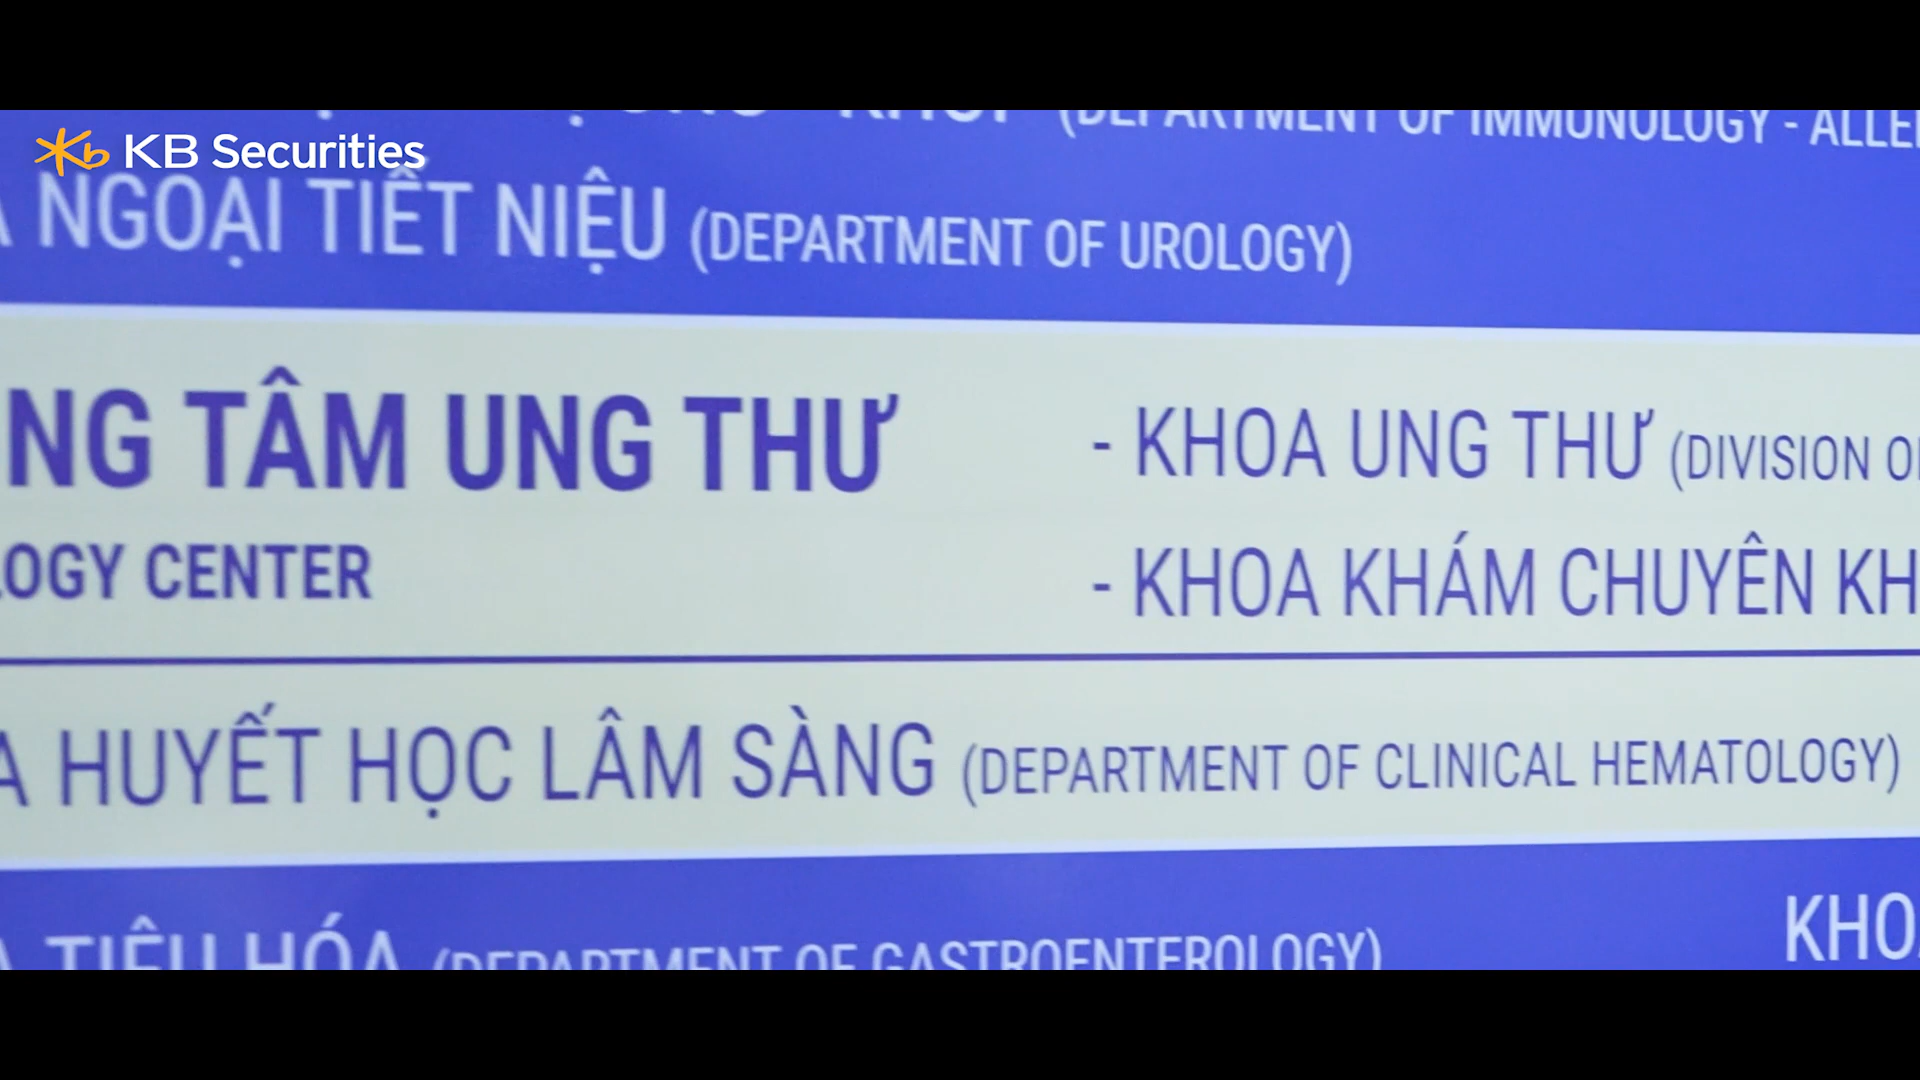 KB Securities
(DEPARTMENT OF IMMUNOLOGY - ALLE
NGOẠI TIẾT NIỆU (DEPARTMENT OF UROLOGY)
NG TÂM UNG THƯ
LOGY CENTER
- KHOA UNG THƯ (DIVISION O
- KHOA KHÁM CHUYÊN KH
A HUYẾT HỌC LÂM SÀNG (DEPARTMENT OF CLINICAL HEMATOLOGY)
KHO
TIÊU HÓA (DEPARTMENT OF GASTROENTEROLOGY)